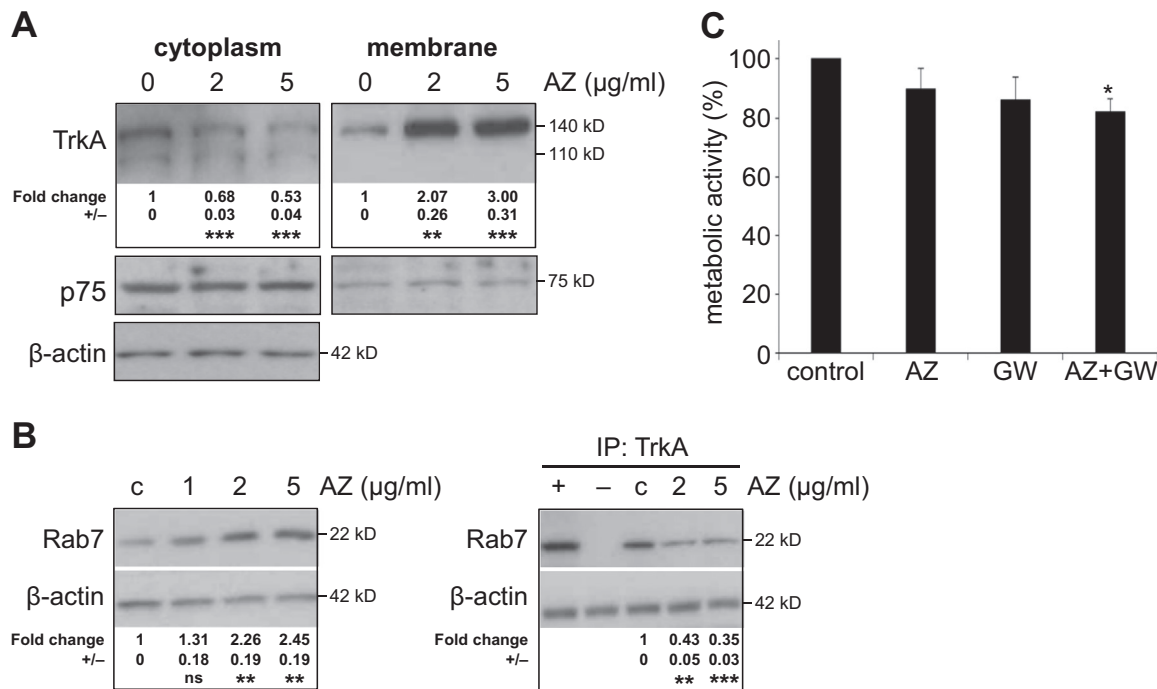 A
cytoplasm membrane
0 2 5 0 2 5 AZ (µg/ml)
TrkA
140 kD
110 kD
Fold change 1 0.68 0.53 1 2.07 3.00
+/– 0 0.03 0.04 0 0.26 0.31
*** *** ** ***
p75 75 kD
β-actin 42 kD
C
metabolic activity (%)
100
80
60
40
20
0
*
control AZ GW AZ+GW
B
c 1 2 5 AZ (µg/ml)
Rab7 22 kD
β-actin 42 kD
Fold change 1 1.31 2.26 2.45
+/– 0 0.18 0.19 0.19
ns ** **
IP: TrkA
+ – c 2 5 AZ (µg/ml)
Rab7 22 kD
β-actin 42 kD
Fold change 1 0.43 0.35
+/– 0 0.05 0.03
** ***